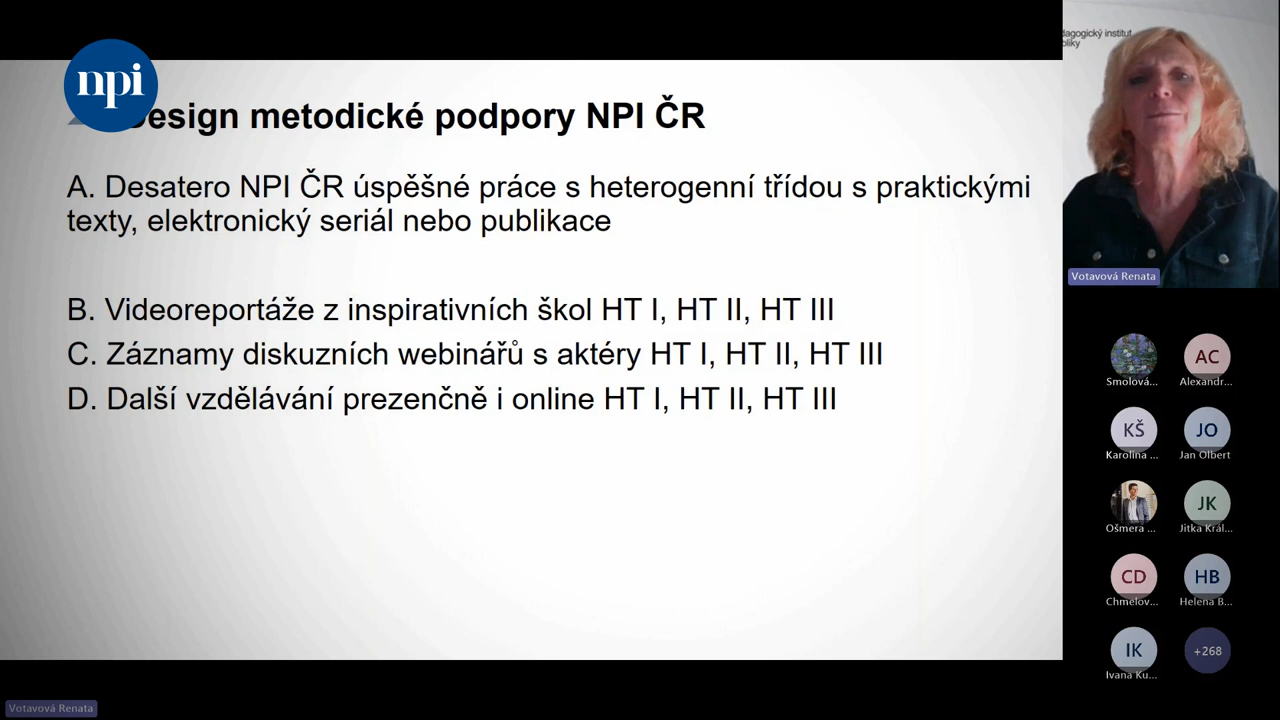 npi
Design metodické podpory NPI ČR
A. Desatero NPI ČR úspěšné práce s heterogenní třídou s praktickými
texty, elektronický seriál nebo publikace
B. Videoreportáže z inspirativních škol HT I, HT II, HT III
C. Záznamy diskuzních webinářů s aktéry HT I, HT II, HT III
D. Další vzdělávání prezenčně i online HT I, HT II, HT III
dagogický institut
bliky
Votavová Renata
Smolová...
AC
Alexandr...
KŠ
Karolína ...
JO
Jan Olbert
Ošmera ...
JK
Jitka Král...
CD
Chmelov...
HB
Helena B...
IK
Ivana Ku...
+268
Votavová Renata